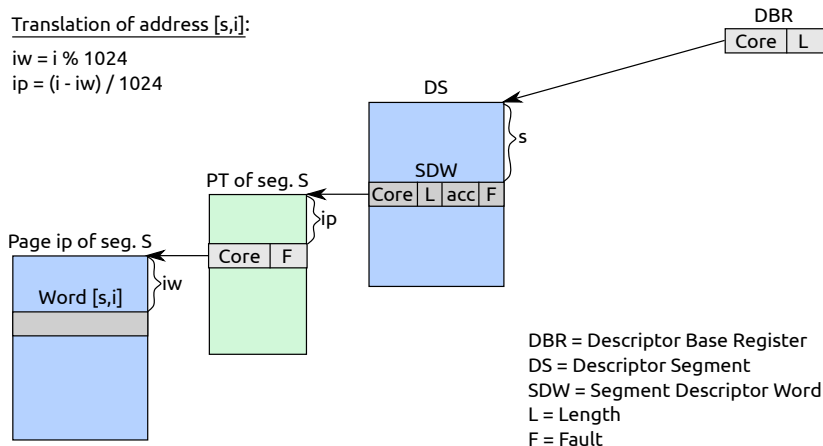 Translation of address [s,i]:
iw = i % 1024
ip = (i - iw) / 1024
DBR
Core L
DS
s
SDW
Core L acc F
PT of seg. S
ip
Core F
Page ip of seg. S
iw
Word [s,i]
DBR = Descriptor Base Register
DS = Descriptor Segment
SDW = Segment Descriptor Word
L = Length
F = Fault